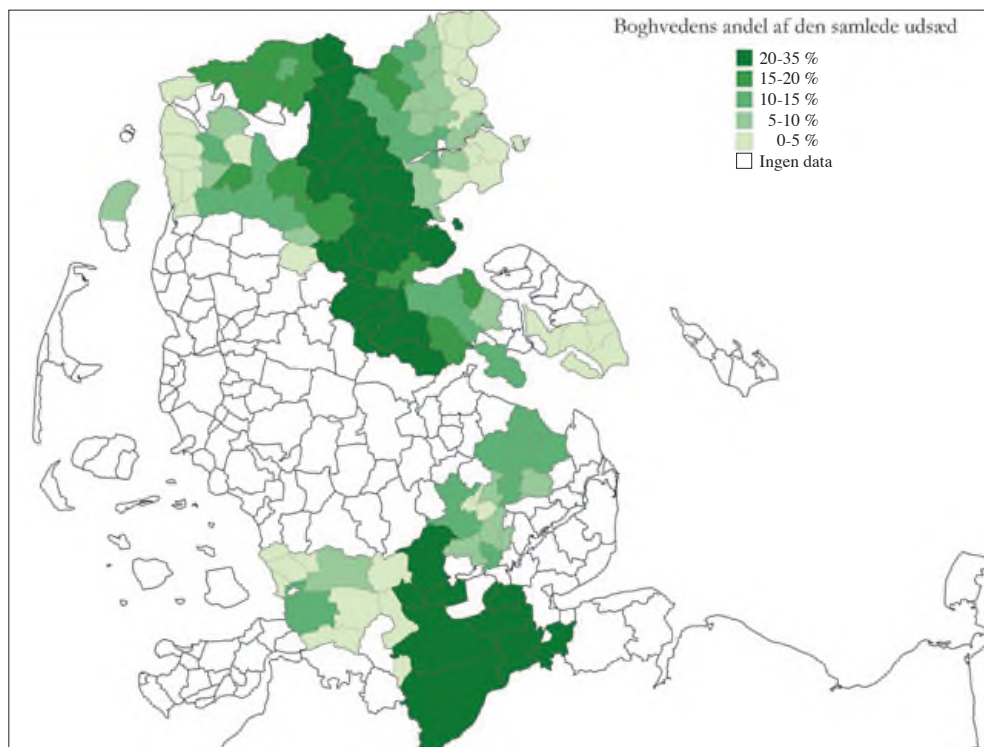 Boghvedens andel af den samlede udsæd
20-35 %
15-20 %
10-15 %
5-10 %
0-5 %
Ingen data